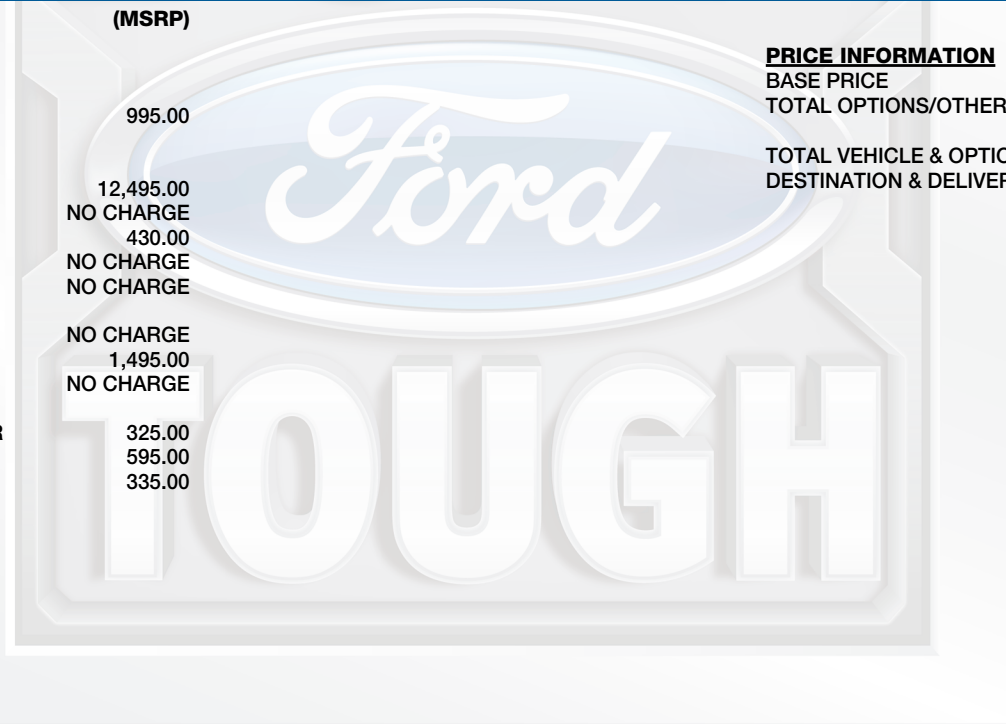 (MSRP)
995.00
12,495.00
NO CHARGE
430.00
NO CHARGE
NO CHARGE
NO CHARGE
1,495.00
NO CHARGE
R 325.00
595.00
335.00
PRICE INFORMATION
BASE PRICE
TOTAL OPTIONS/OTHER
TOTAL VEHICLE & OPTIO
DESTINATION & DELIVER
Ford
TOUGH